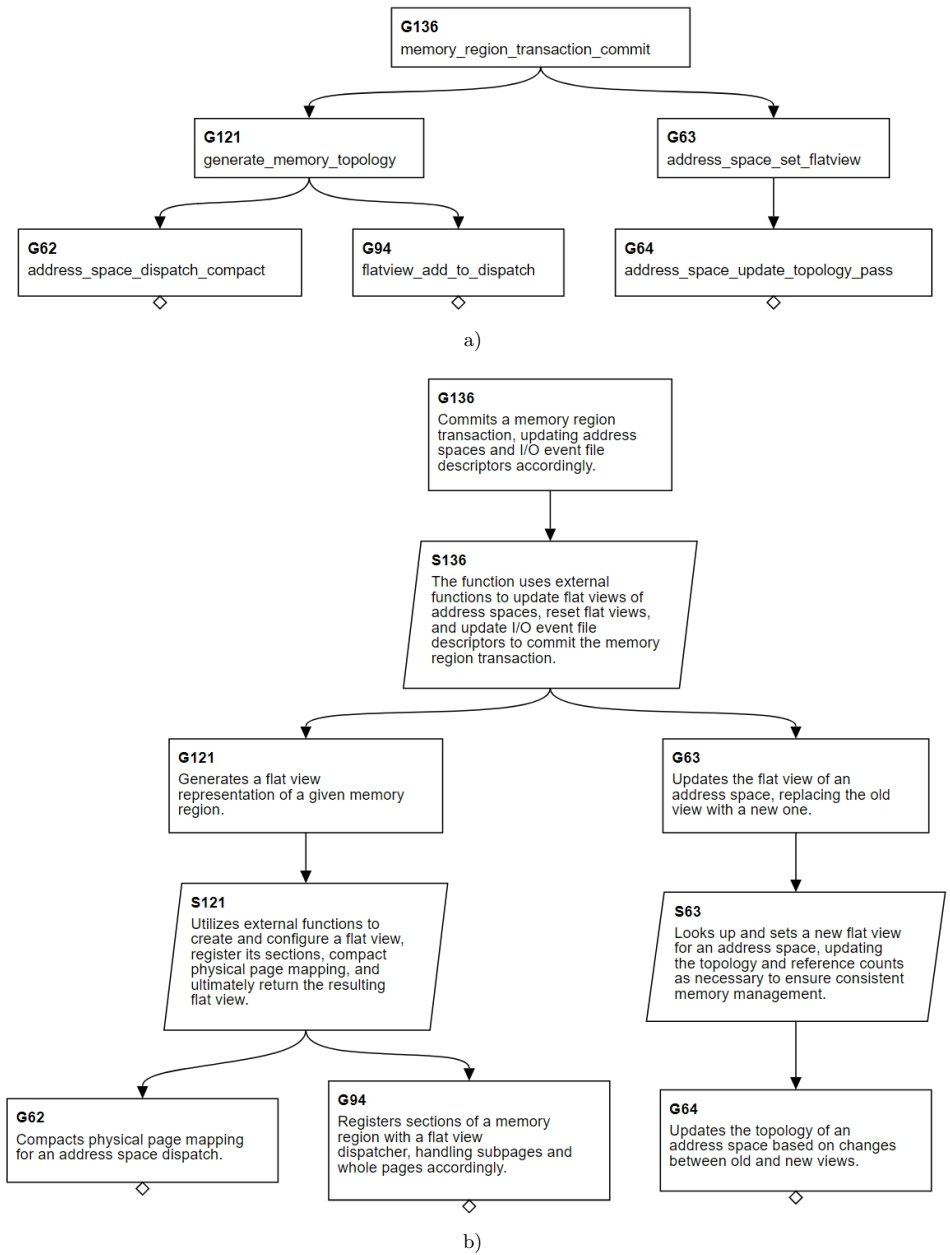 G136
memory_region_transaction_commit
G121
generate_memory_topology
G63
address_space_set_flatview
G62
address_space_dispatch_compact
G94
flatview_add_to_dispatch
G64
address_space_update_topology_pass
a)
G136
Commits a memory region
transaction, updating address
spaces and I/O event file
descriptors accordingly.
S136
The function uses external
functions to update flat views of
address spaces, reset flat views,
and update I/O event file
descriptors to commit the memory
region transaction.
G121
Generates a flat view
representation of a given memory
region.
G63
Updates the flat view of an
address space, replacing the old
view with a new one.
S121
Utilizes external functions to
create and configure a flat view,
register its sections, compact
physical page mapping, and
ultimately return the resulting
flat view.
S63
Looks up and sets a new flat view
for an address space, updating
the topology and reference counts
as necessary to ensure consistent
memory management.
G62
Compacts physical page mapping
for an address space dispatch.
G94
Registers sections of a memory
region with a flat view
dispatcher, handling subpages and
whole pages accordingly.
G64
Updates the topology of an
address space based on changes
between old and new views.
b)